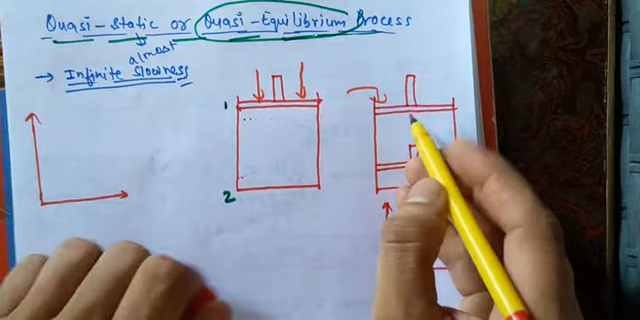 Quasi-static or Quasi-Equilibrium Process
almost
→ Infinite slowness
1
2